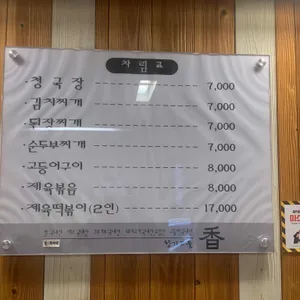 차림표
· 청국장 7,000
· 김치찌개 7,000
· 된장찌개 7,000
· 순두부찌개 7,000
· 고등어구이 8,000
· 제육볶음 8,000
· 제육떡볶이(2인) 17,000
香